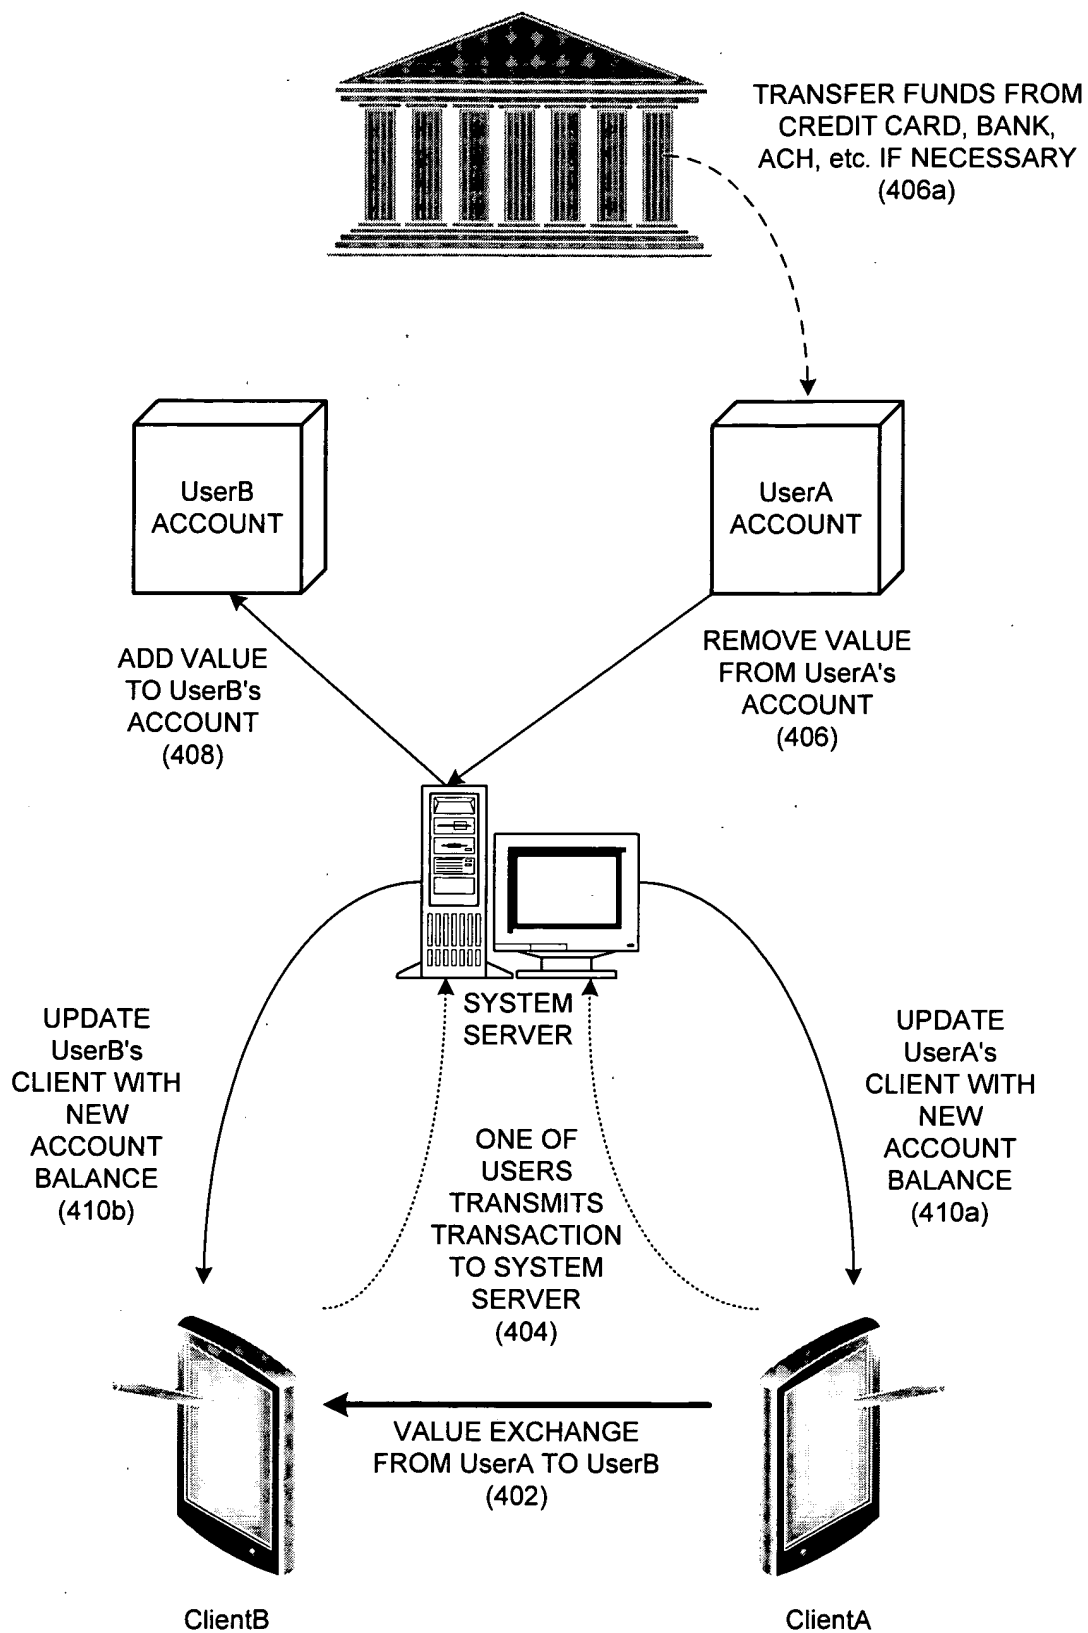 TRANSFER FUNDS FROM
CREDIT CARD, BANK,
ACH, etc. IF NECESSARY
(406a)
UserB
ACCOUNT
UserA
ACCOUNT
ADD VALUE
TO UserB's
ACCOUNT
(408)
REMOVE VALUE
FROM UserA's
ACCOUNT
(406)
SYSTEM
SERVER
UPDATE
UserB's
CLIENT WITH
NEW
ACCOUNT
BALANCE
(410b)
ONE OF
USERS
TRANSMITS
TRANSACTION
TO SYSTEM
SERVER
(404)
UPDATE
UserA's
CLIENT WITH
NEW
ACCOUNT
BALANCE
(410a)
VALUE EXCHANGE
FROM UserA TO UserB
(402)
ClientB
ClientA